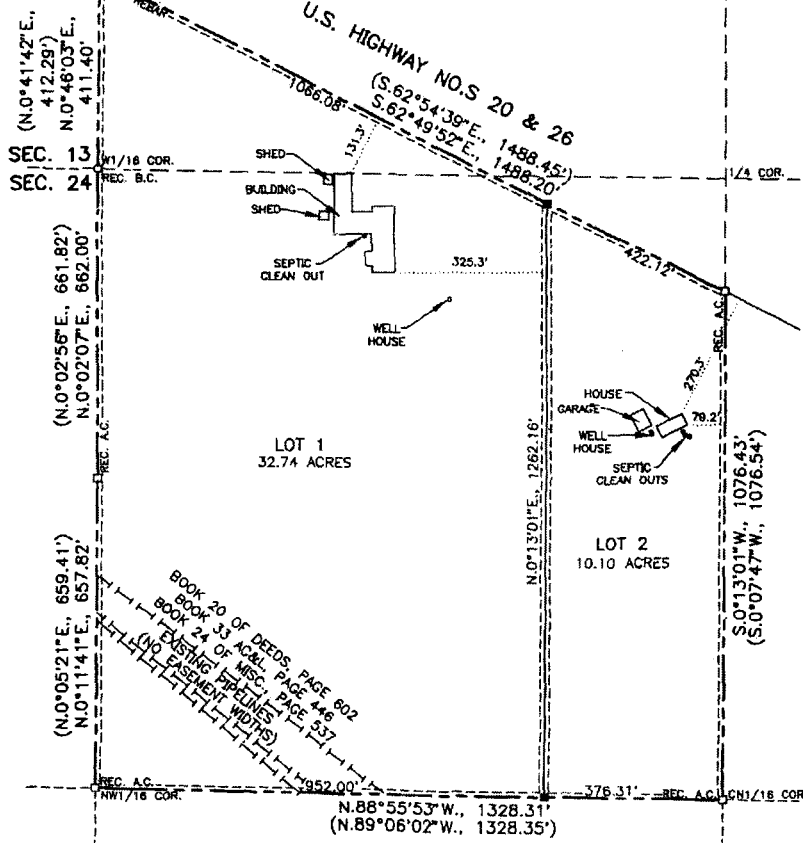 REBAR
U.S. HIGHWAY NO.S 20 & 26
(N.0°41'42"E.,
412.29')
N.0°46'03"E.,
411.40'
1066.08'
(S.62°54'39"E., 1488.45')
S.62°49'52"E., 1488.20'
131.3'
SEC. 13
W1/16 COR.
SEC. 24
REC. B.C.
SHED
BUILDING
SHED
SEPTIC
CLEAN OUT
325.3'
1/4 COR.
422.12'
WELL
HOUSE
(N.0°02'56"E., 661.82')
N.0°02'07"E., 662.00'
REC. A.C.
REC. A.C.
270.3'
HOUSE
GARAGE
79.2'
WELL
HOUSE
SEPTIC
CLEAN OUTS
LOT 1
32.74 ACRES
N.0°13'01"E., 1262.16'
LOT 2
10.10 ACRES
S.0°13'01"W., 1076.43'
(S.0°07'47"W., 1076.54')
(N.0°05'21"E., 659.41')
N.0°11'41"E., 657.82'
BOOK 20 OF DEEDS, PAGE 602
BOOK 33 AC&L, PAGE 446
BOOK 24 OF MISC., PAGE 537
EXISTING PIPELINES
(NO EASEMENT WIDTHS)
REC. A.C.
NW1/16 COR.
952.00'
376.31'
REC. A.C.
CN1/16 COR
N.88°55'53"W., 1328.31'
(N.89°06'02"W., 1328.35')